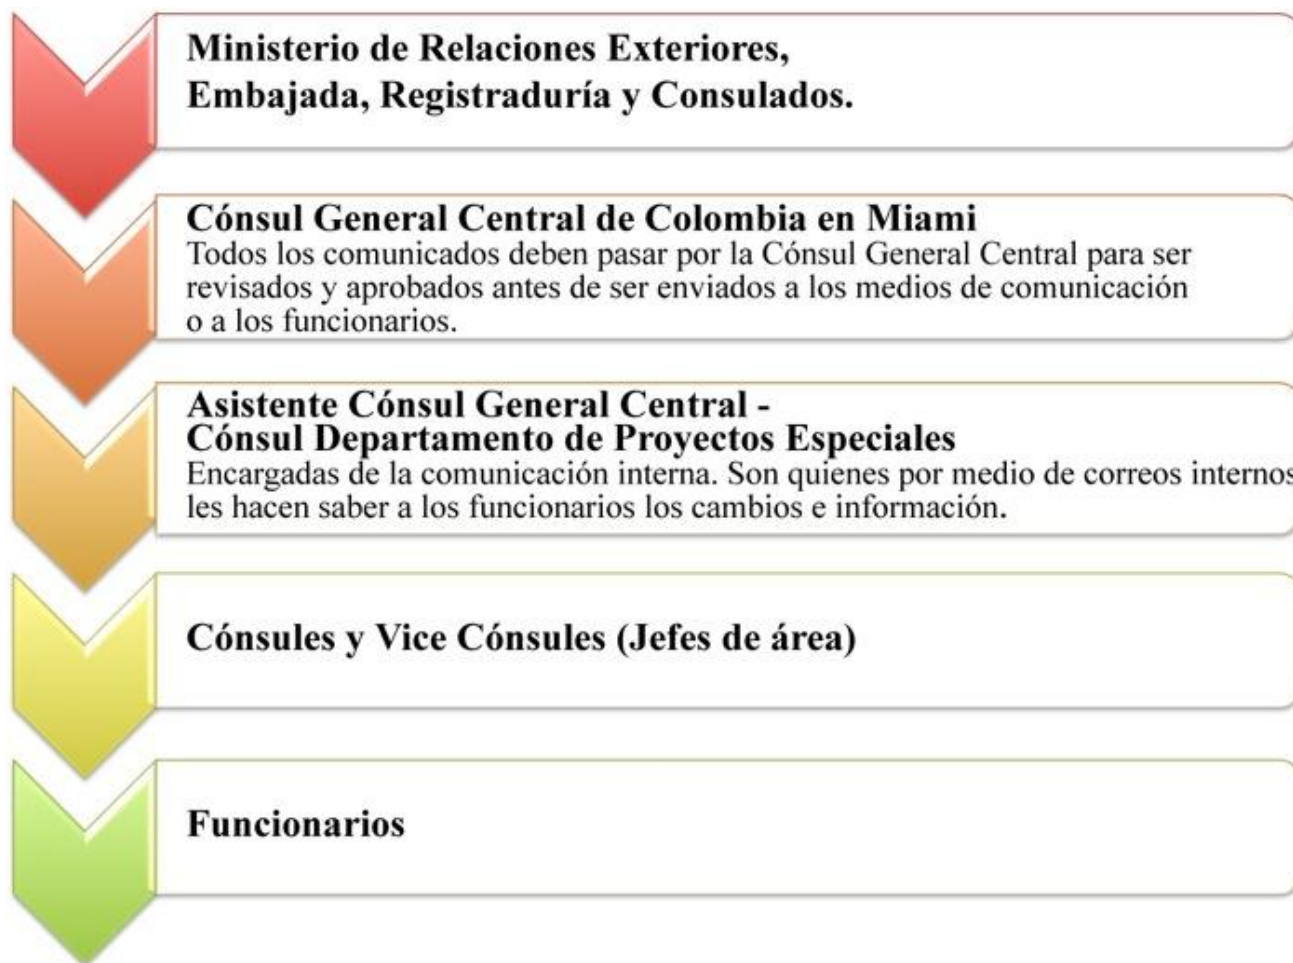 Ministerio de Relaciones Exteriores,
Embajada, Registraduría y Consulados.
Cónsul General Central de Colombia en Miami
Todos los comunicados deben pasar por la Cónsul General Central para ser
revisados y aprobados antes de ser enviados a los medios de comunicación
o a los funcionarios.
Asistente Cónsul General Central -
Cónsul Departamento de Proyectos Especiales
Encargadas de la comunicación interna. Son quienes por medio de correos internos
les hacen saber a los funcionarios los cambios e información.
Cónsules y Vice Cónsules (Jefes de área)
Funcionarios